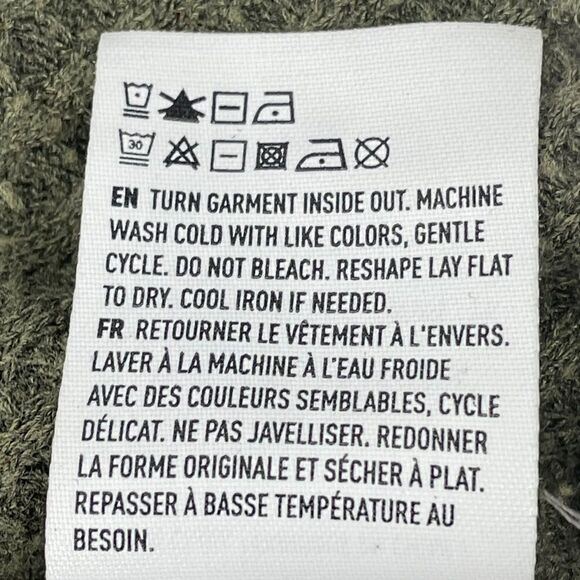 30
EN TURN GARMENT INSIDE OUT. MACHINE
WASH COLD WITH LIKE COLORS, GENTLE
CYCLE. DO NOT BLEACH. RESHAPE LAY FLAT
TO DRY. COOL IRON IF NEEDED.
FR RETOURNER LE VÊTEMENT À L'ENVERS.
LAVER À LA MACHINE À L'EAU FROIDE
AVEC DES COULEURS SEMBLABLES, CYCLE
DÉLICAT. NE PAS JAVELLISER. REDONNER
LA FORME ORIGINALE ET SÉCHER À PLAT.
REPASSER À BASSE TEMPÉRATURE AU
BESOIN.